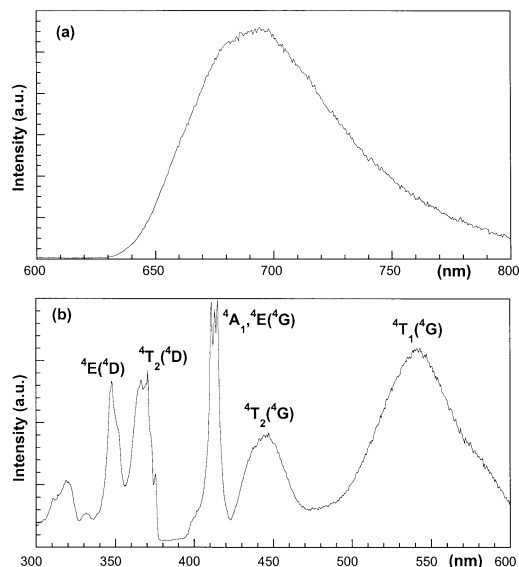 (a)
Intensity (a.u.)
600 650 700 750 800
(nm)
(b)
⁴A₁,⁴E(⁴G)
⁴T₁(⁴G)
⁴E(⁴D)
⁴T₂(⁴D)
⁴T₂(⁴G)
Intensity (a.u.)
300 350 400 450 500 550 (nm) 600